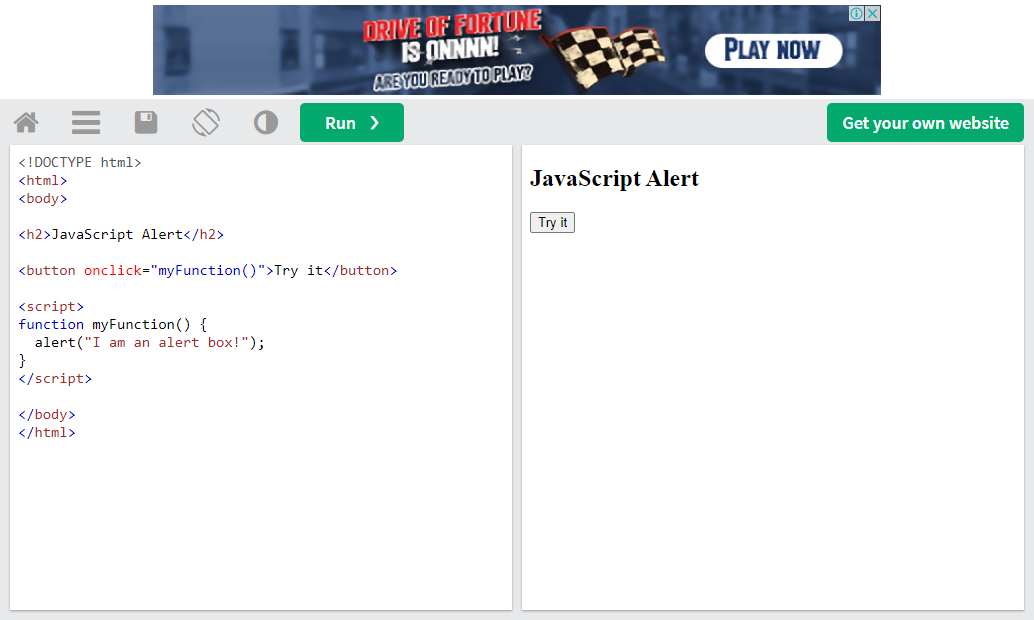 DRIVE OF FORTUNE
IS ONNNN!
ARE YOU READY TO PLAY?
PLAY NOW
Run ❯
Get your own website
<!DOCTYPE html>
<html>
<body>
<h2>JavaScript Alert</h2>
<button onclick="myFunction()">Try it</button>
<script>
function myFunction() {
  alert("I am an alert box!");
}
</script>
</body>
</html>
JavaScript Alert
Try it